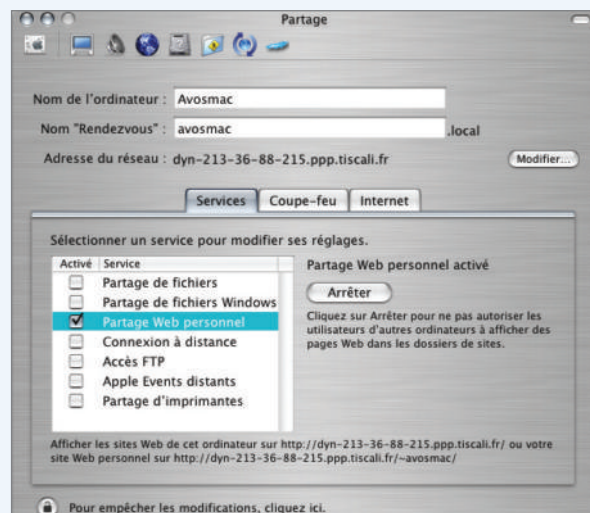 Partage
Nom de l'ordinateur : Avosmac
Nom "Rendezvous" : avosmac .local
Adresse du réseau : dyn-213-36-88-215.ppp.tiscali.fr Modifier...
Services Coupe-feu Internet
Sélectionner un service pour modifier ses réglages.
Activé Service
Partage de fichiers
Partage de fichiers Windows
Partage Web personnel
Connexion à distance
Accès FTP
Apple Events distants
Partage d'imprimantes
Partage Web personnel activé
Arrêter
Cliquez sur Arrêter pour ne pas autoriser les
utilisateurs d'autres ordinateurs à afficher des
pages Web dans les dossiers de sites.
Afficher les sites Web de cet ordinateur sur http://dyn-213-36-88-215.ppp.tiscali.fr/ ou votre
site Web personnel sur http://dyn-213-36-88-215.ppp.tiscali.fr/~avosmac/
Pour empêcher les modifications, cliquez ici.